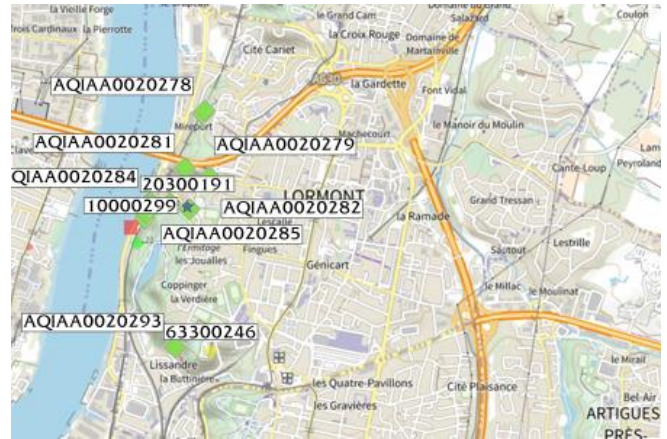 la Vieille Forge
rois Cardinaux
la Pierrotte
le Grand Cam
la Croix Rouge
Domaine du Grand
Salazard
Coulon
Cité Cariet
Domaine de
Martainville
la Gardette
Font Vidal
AQIAA0020278
Mireport
Machecourt
le Manoir du Moulin
AQIAA0020281
AQIAA0020279
Peyroland
Cante-Loup
QIAA0020284
20300191
LORMONT
Grand Tressan
10000299
AQIAA0020282
la Ramade
Lescalle
AQIAA0020285
l'Ermitage
Fingues
les Joualles
Sautout
Lestrille
Génicart
Coppinger
la Verdière
le Millac
le Moulinat
AQIAA0020293
63300246
Lissandre
la Buttinière
le Mirail
les Quatre-Pavillons
Cité Plaisance
les Gravières
Bel-Air
ARTIGUES
PRÈS-